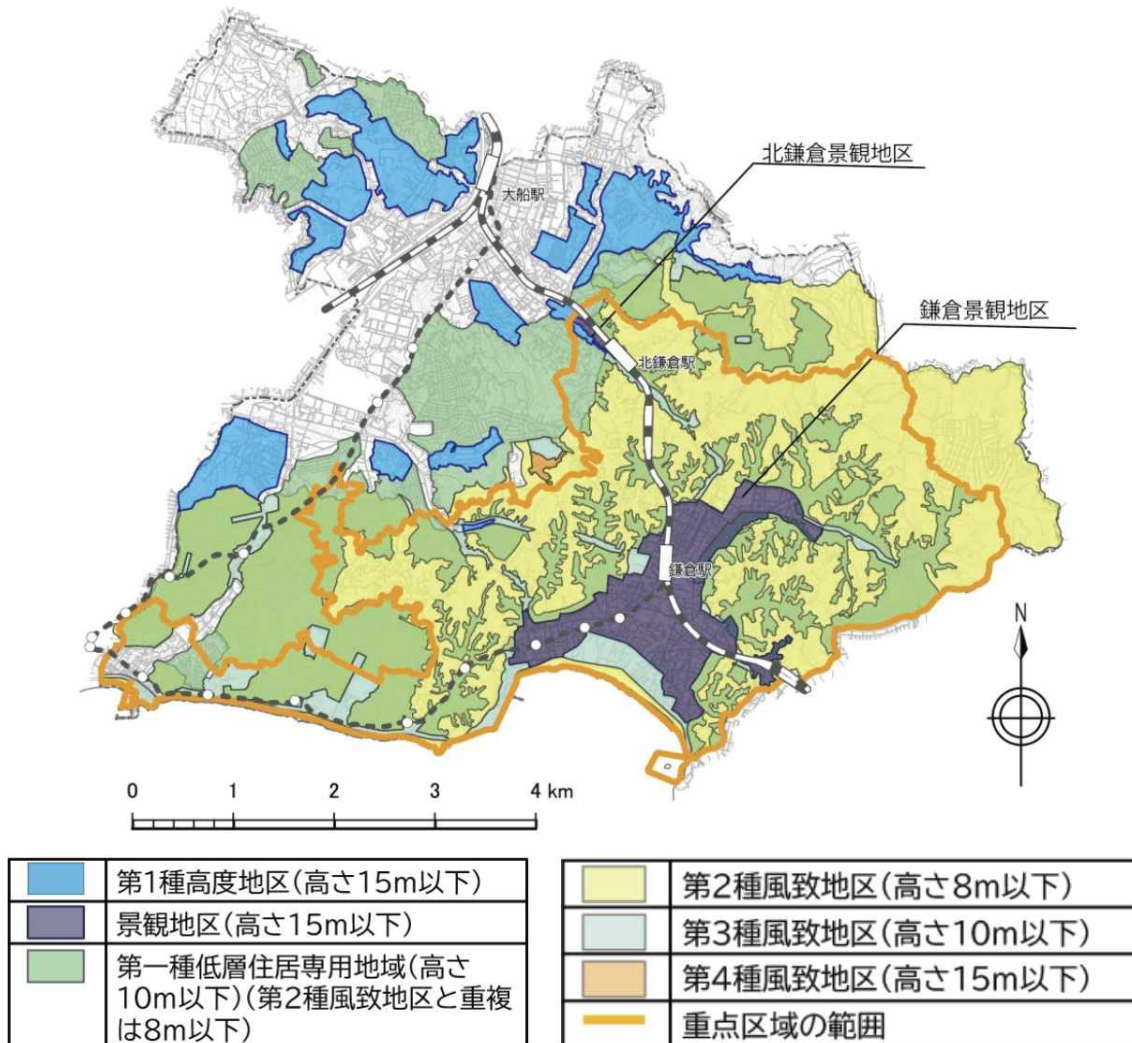 北鎌倉景観地区
大船駅
鎌倉景観地区
北鎌倉駅
鎌倉駅
N
0 1 2 3 4 km
第1種高度地区(高さ15m以下)
景観地区(高さ15m以下)
第一種低層住居専用地域(高さ
10m以下)(第2種風致地区と重複
は8m以下)
第2種風致地区(高さ8m以下)
第3種風致地区(高さ10m以下)
第4種風致地区(高さ15m以下)
重点区域の範囲